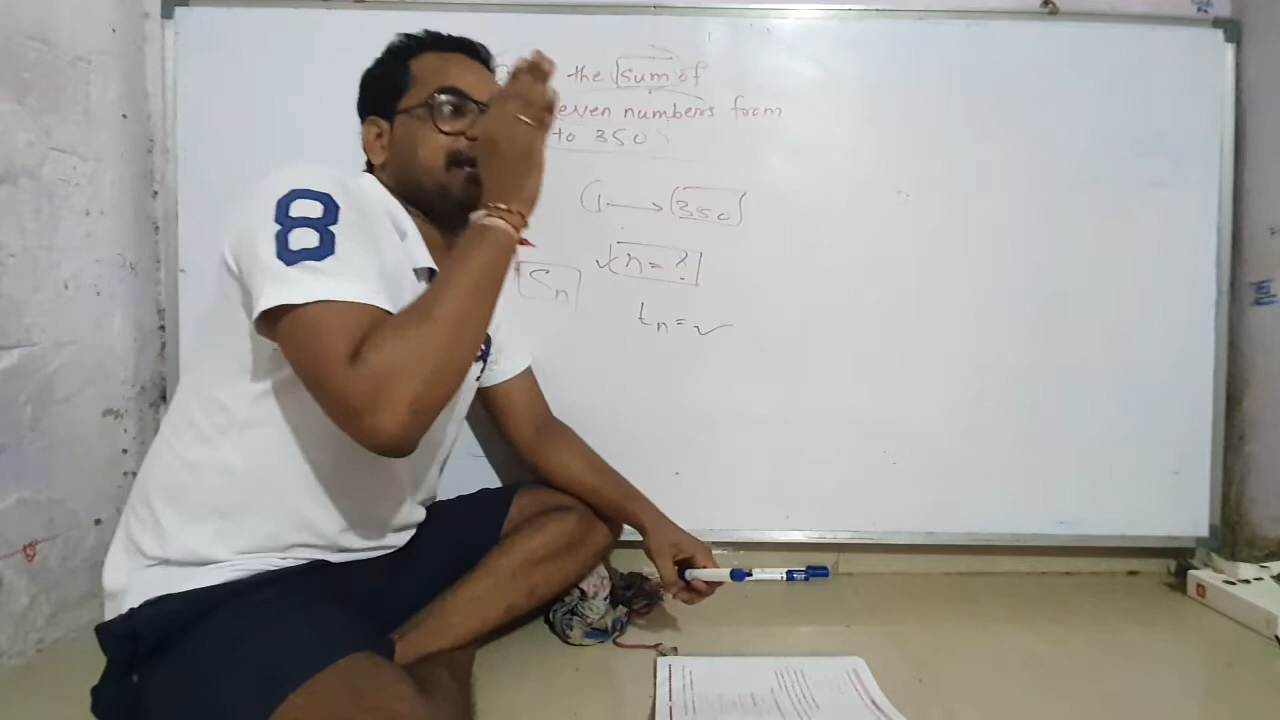 the sum of
even numbers from
to 350
1 → 350
n = ?
Sn
tn = ✓
8